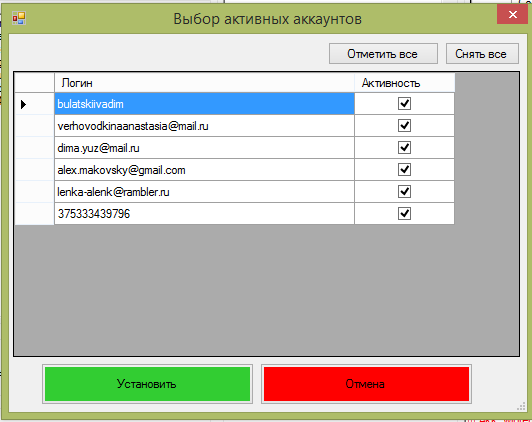 Выбор активных аккаунтов
Отметить все Снять все
Логин Активность
bulatskiivadim
verhovodkinaanastasia@mail.ru
dima.yuz@mail.ru
alex.makovsky@gmail.com
lenka-alenk@rambler.ru
375333439796
Установить Отмена